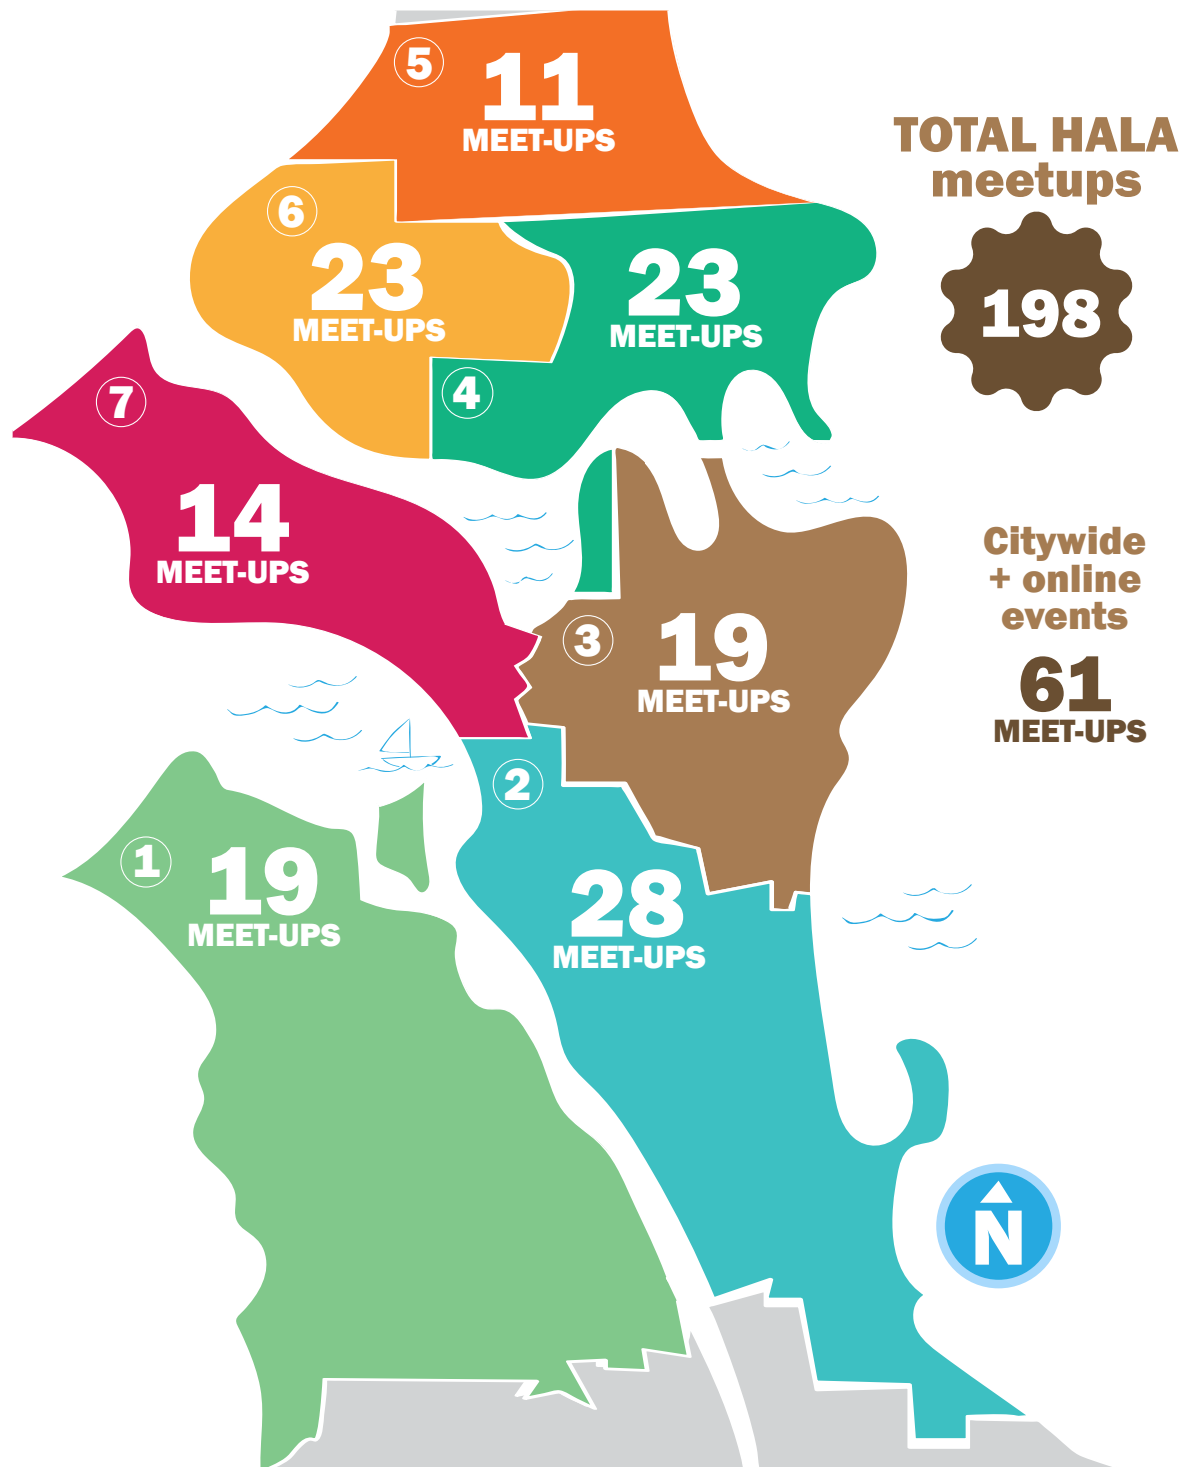 5
11
MEET-UPS
TOTAL HALA
meetups
198
6
23
MEET-UPS
23
MEET-UPS
4
7
14
MEET-UPS
Citywide
+ online
events
61
MEET-UPS
3
19
MEET-UPS
2
28
MEET-UPS
1
19
MEET-UPS
N